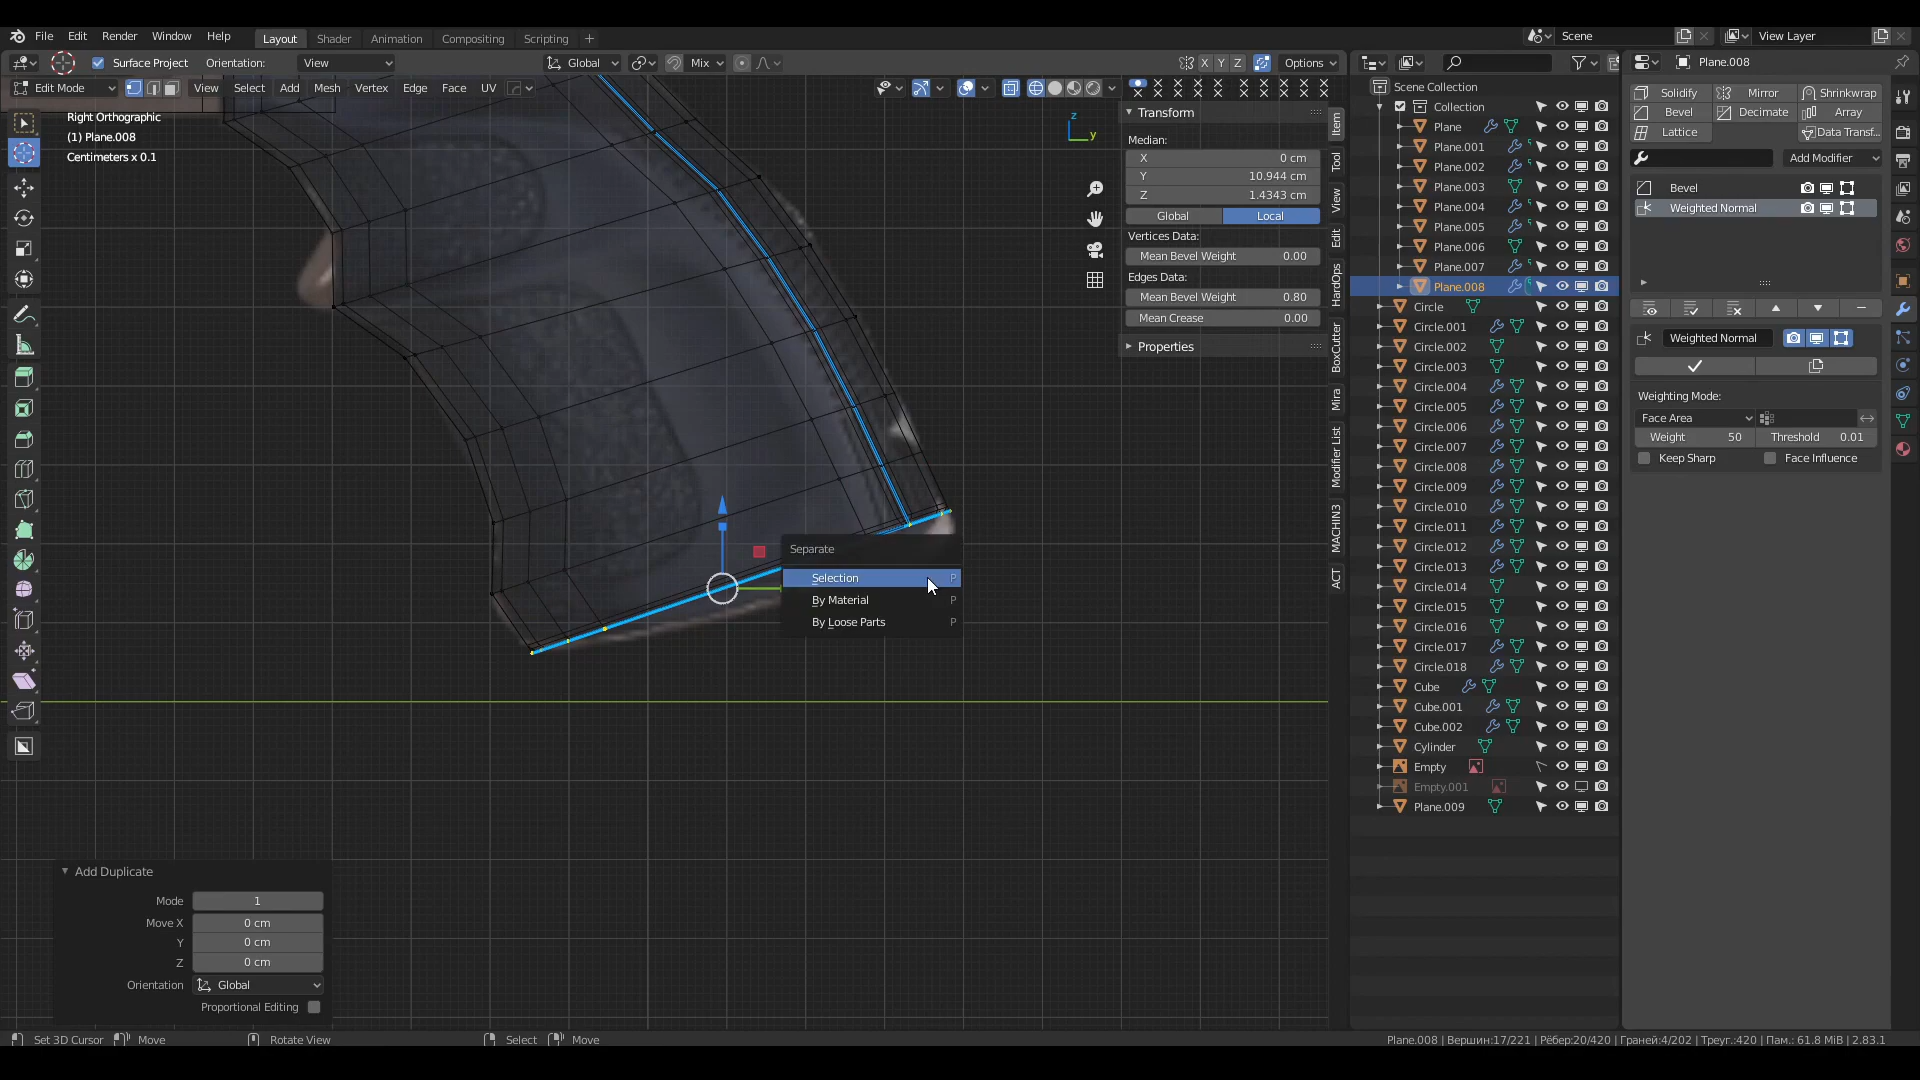 File Edit Render Window Help Layout Shader Animation Compositing Scripting +
Scene View Layer
Surface Project Orientation: View Global Mix X Y Z Options
Plane.008
Edit Mode View Select Add Mesh Vertex Edge Face UV
Right Orthographic
(1) Plane.008
Centimeters x 0.1
z
y
Transform
Median:
X 0 cm
Y 10.944 cm
Z 1.4343 cm
Global Local
Vertices Data:
Mean Bevel Weight 0.00
Edges Data:
Mean Bevel Weight 0.80
Mean Crease 0.00
Properties
Item
Tool
View
Edit
HardOps
BoxCutter
Mira
Modifier List
MACHIN3
ACT
Separate
Selection P
By Material P
By Loose Parts P
Add Duplicate
Mode 1
Move X 0 cm
Y 0 cm
Z 0 cm
Orientation Global
Proportional Editing
Scene Collection
Collection
Plane
Plane.001
Plane.002
Plane.003
Plane.004
Plane.005
Plane.006
Plane.007
Plane.008
Circle
Circle.001
Circle.002
Circle.003
Circle.004
Circle.005
Circle.006
Circle.007
Circle.008
Circle.009
Circle.010
Circle.011
Circle.012
Circle.013
Circle.014
Circle.015
Circle.016
Circle.017
Circle.018
Cube
Cube.001
Cube.002
Cylinder
Empty
Empty.001
Plane.009
Solidify Mirror Shrinkwrap
Bevel Decimate Array
Lattice Data Transf...
Add Modifier
Bevel
Weighted Normal
Weighted Normal
Weighting Mode:
Face Area
Weight 50 Threshold 0.01
Keep Sharp Face Influence
Set 3D Cursor Move Rotate View Select Move
Plane.008 | Вершин:17/221 | Рёбер:20/420 | Граней:4/202 | Треуг.:420 | Пам.: 61.8 MiB | 2.83.1